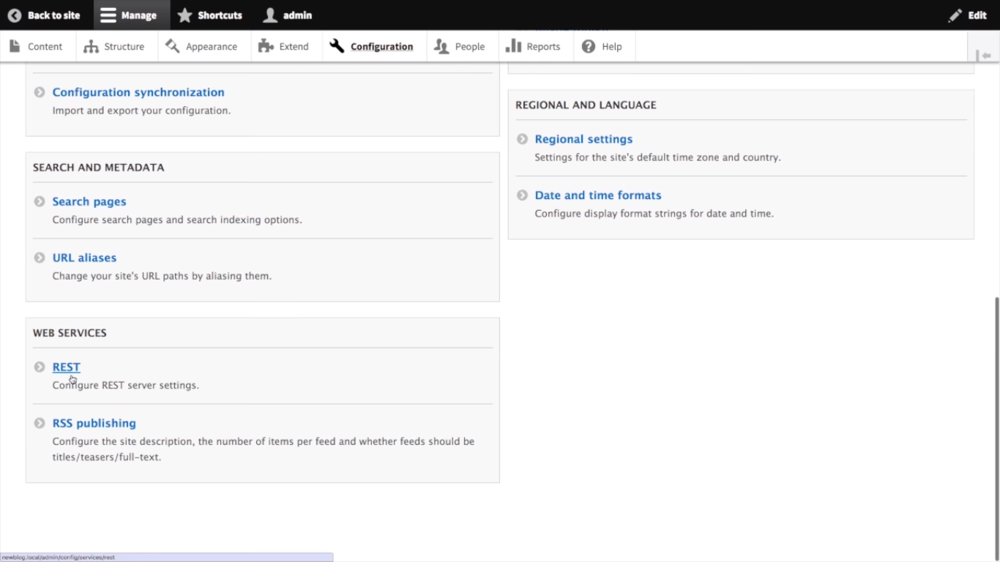 Back to site
Manage
Shortcuts
admin
Edit
Content
Structure
Appearance
Extend
Configuration
People
Reports
Help
Configuration synchronization
Import and export your configuration.
SEARCH AND METADATA
Search pages
Configure search pages and search indexing options.
URL aliases
Change your site's URL paths by aliasing them.
WEB SERVICES
REST
Configure REST server settings.
RSS publishing
Configure the site description, the number of items per feed and whether feeds should be
titles/teasers/full-text.
REGIONAL AND LANGUAGE
Regional settings
Settings for the site's default time zone and country.
Date and time formats
Configure display format strings for date and time.
newblog.local/admin/config/services/rest